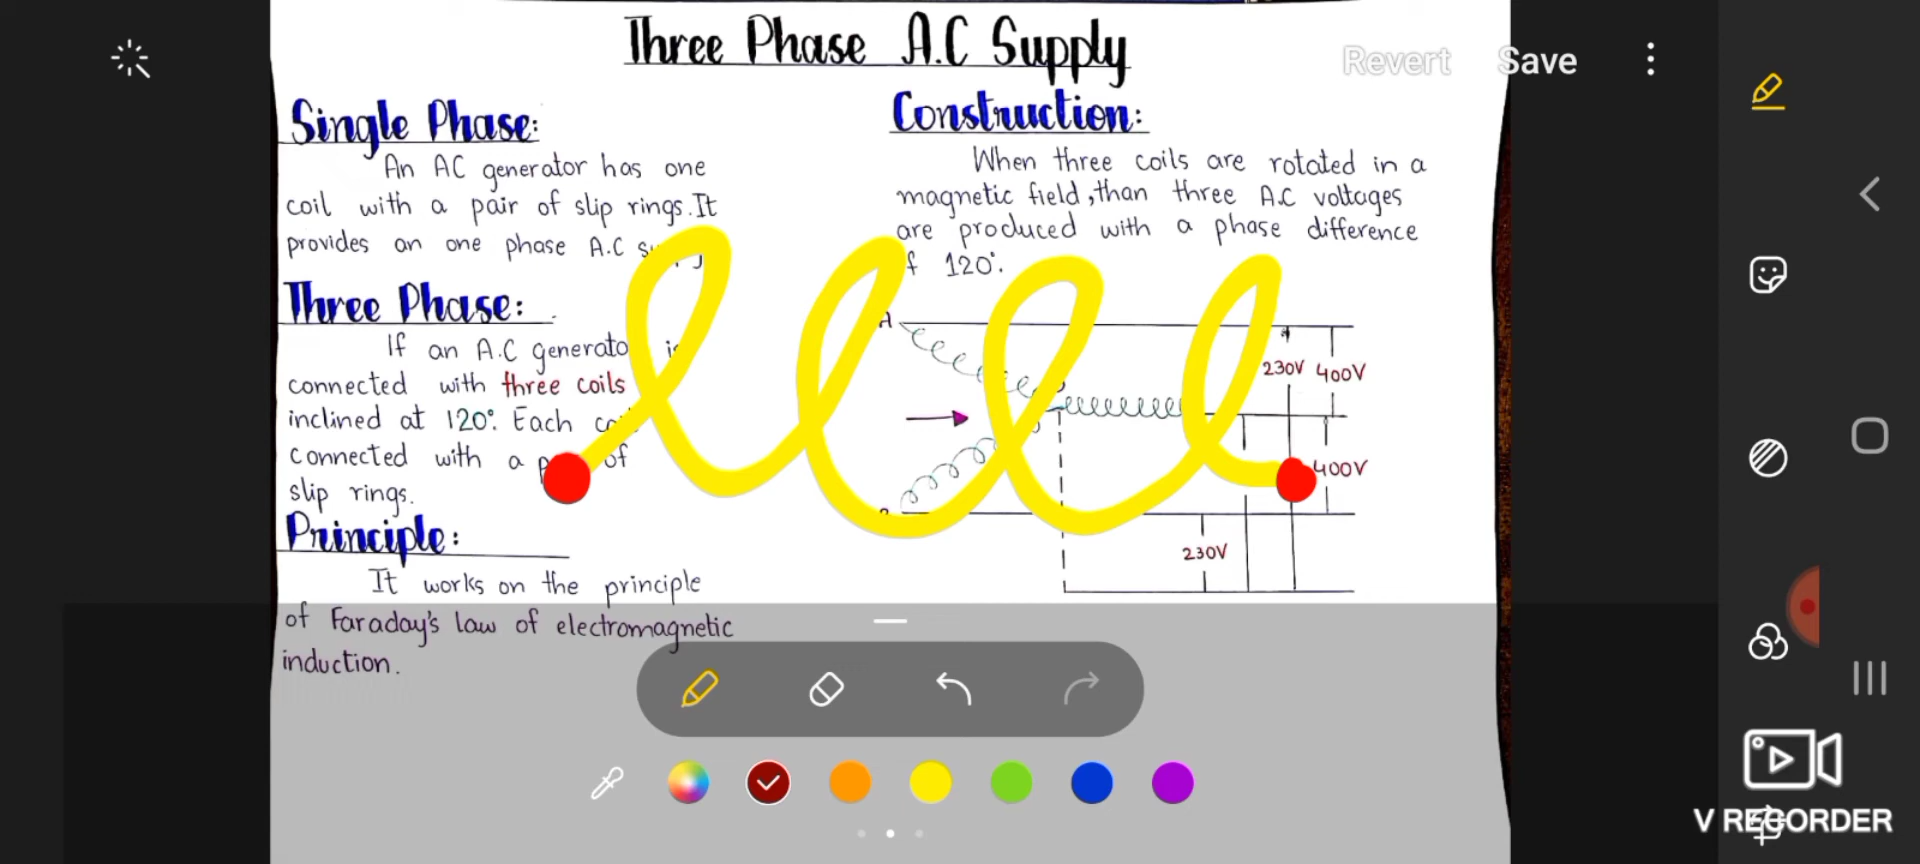 Three Phase A.C Supply
Revert
Save
Single Phase:
An AC generator has one
coil with a pair of slip rings. It
provides an one phase A.C
Three Phase:
If an A.C
connected with three coils
inclined at 120°. Each
connected with a of
slip rings.
Principle:
It works on the principle
of Faraday's law of electromagnetic
induction.
Construction:
When three coils are rotated in a
magnetic field, than three A.C voltages
are produced with a phase difference
120°.
A
230V
400V
400V
230V
V RECORDER